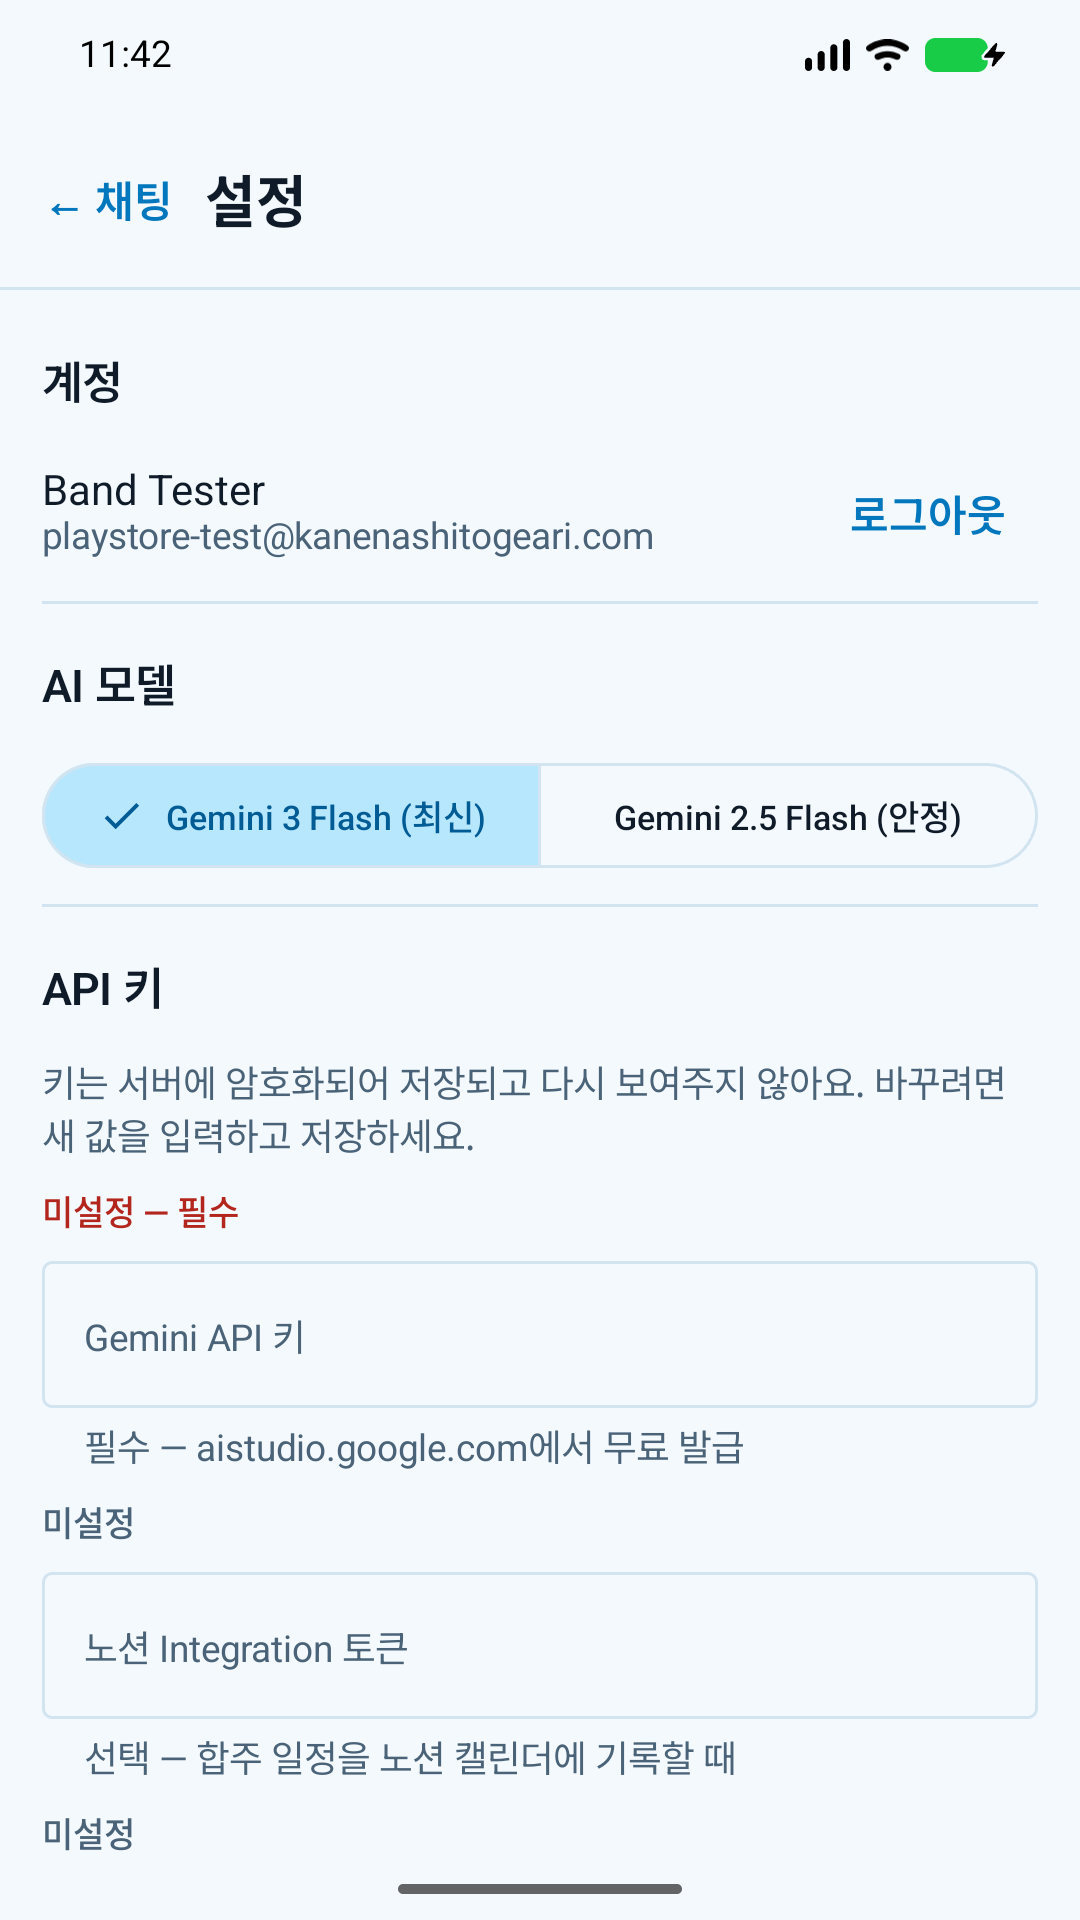 11:42
← 채팅 설정
계정
Band Tester
playstore-test@kanenashitogeari.com
로그아웃
AI 모델
Gemini 3 Flash (최신)
Gemini 2.5 Flash (안정)
API 키
키는 서버에 암호화되어 저장되고 다시 보여주지 않아요. 바꾸려면
새 값을 입력하고 저장하세요.
미설정 — 필수
Gemini API 키
필수 — aistudio.google.com에서 무료 발급
미설정
노션 Integration 토큰
선택 — 합주 일정을 노션 캘린더에 기록할 때
미설정